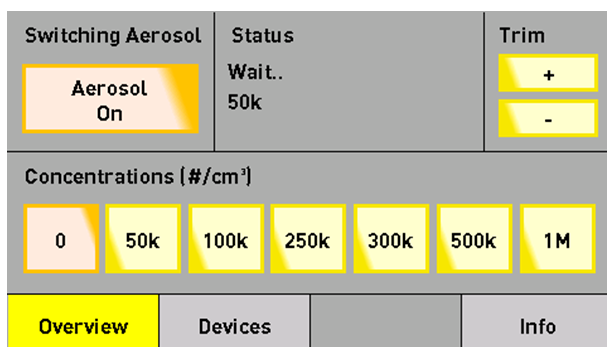 Switching Aerosol
Status
Trim
Aerosol
On
Wait..
50k
+
-
Concentrations (#/cm³)
0 50k 100k 250k 300k 500k 1M
Overview Devices Info